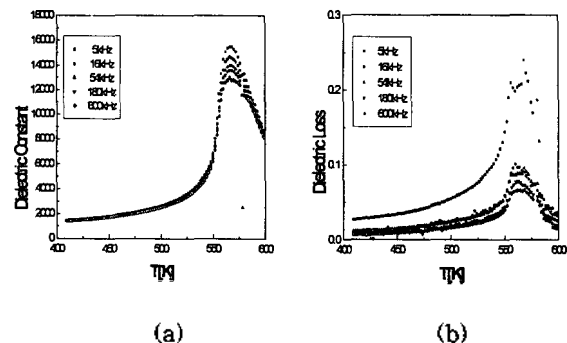 18000
16000
14000
12000
10000
8000
6000
4000
2000
0
400
450
500
550
600
Dielectric Constant
T[K]
5kHz
16kHz
54kHz
180kHz
600kHz
(a)
0.3
0.2
0.1
0.0
400
450
500
550
600
Dielectric Loss
T[K]
5kHz
16kHz
54kHz
180kHz
600kHz
(b)